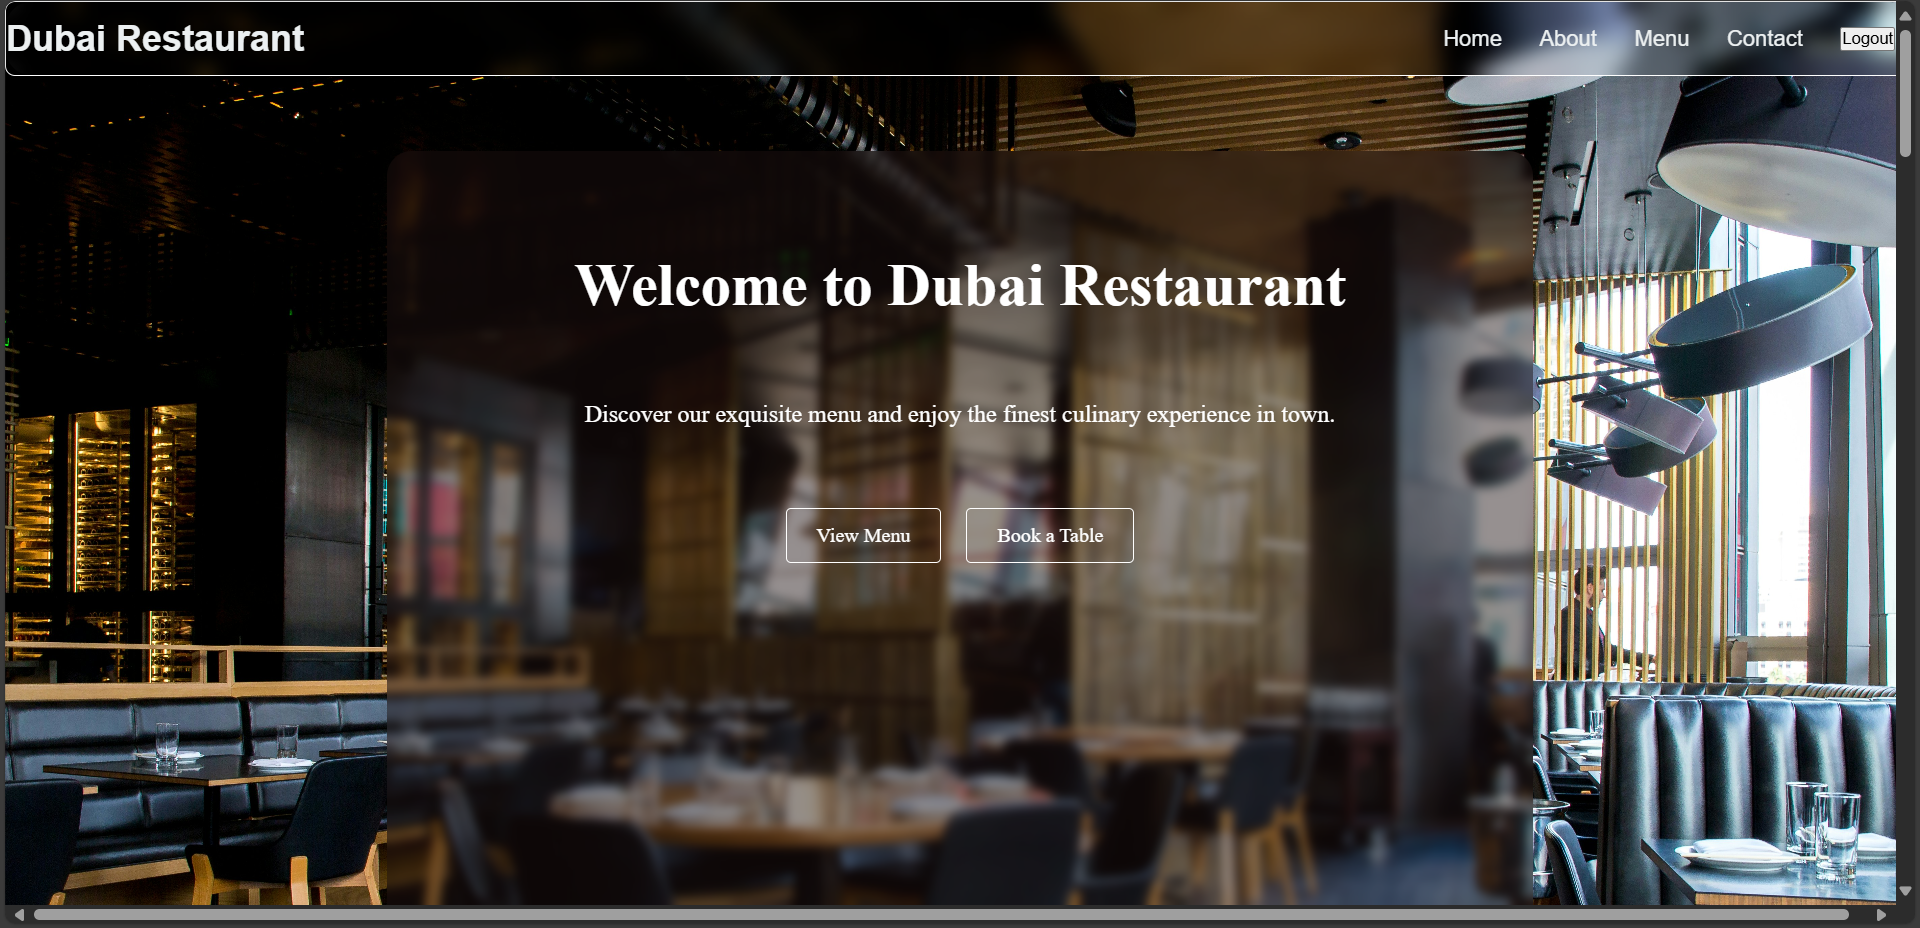 Dubai Restaurant
Home About Menu Contact Logout
Welcome to Dubai Restaurant
Discover our exquisite menu and enjoy the finest culinary experience in town.
View Menu Book a Table